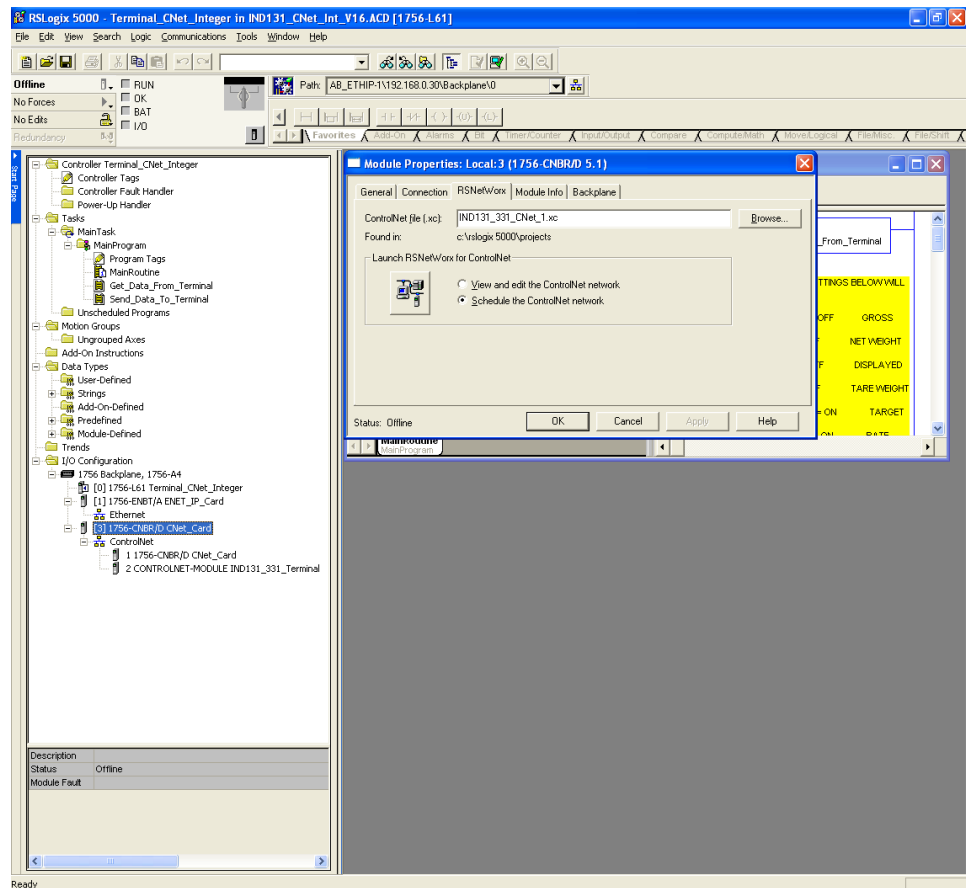 RSLogix 5000 - Terminal_CNet_Integer in IND131_CNet_Int_V16.ACD [1756-L61]
File Edit View Search Logic Communications Tools Window Help
Offline
RUN
Path: AB_ETHIP-1\192.168.0.30\Backplane\0
No Forces
OK
No Edits
BAT
I/O
Redundancy
Favorites Add-On Alarms Bit Timer/Counter Input/Output Compare Compute/Math Move/Logical File/Misc. File/Shift
Start Page
Controller Terminal_CNet_Integer
Controller Tags
Controller Fault Handler
Power-Up Handler
Tasks
MainTask
MainProgram
Program Tags
MainRoutine
Get_Data_From_Terminal
Send_Data_To_Terminal
Unscheduled Programs
Motion Groups
Ungrouped Axes
Add-On Instructions
Data Types
User-Defined
Strings
Add-On-Defined
Predefined
Module-Defined
Trends
I/O Configuration
1756 Backplane, 1756-A4
[0] 1756-L61 Terminal_CNet_Integer
[1] 1756-ENBT/A ENET_IP_Card
Ethernet
[3] 1756-CNBR/D CNet_Card
ControlNet
1 1756-CNBR/D CNet_Card
2 CONTROLNET-MODULE IND131_331_Terminal
Description
Status Offline
Module Fault
Ready
Module Properties: Local:3 (1756-CNBR/D 5.1)
General Connection RSNetWorx Module Info Backplane
ControlNet file (.xc): IND131_331_CNet_1.xc Browse...
Found in: c:\rslogix 5000\projects
Launch RSNetWorx for ControlNet
View and edit the ControlNet network
Schedule the ControlNet network
Status: Offline OK Cancel Apply Help
_From_Terminal
TTINGS BELOW WILL
OFF GROSS
NET WEIGHT
DISPLAYED
TARE WEIGHT
= ON TARGET
ON RATE
MainRoutine
MainProgram